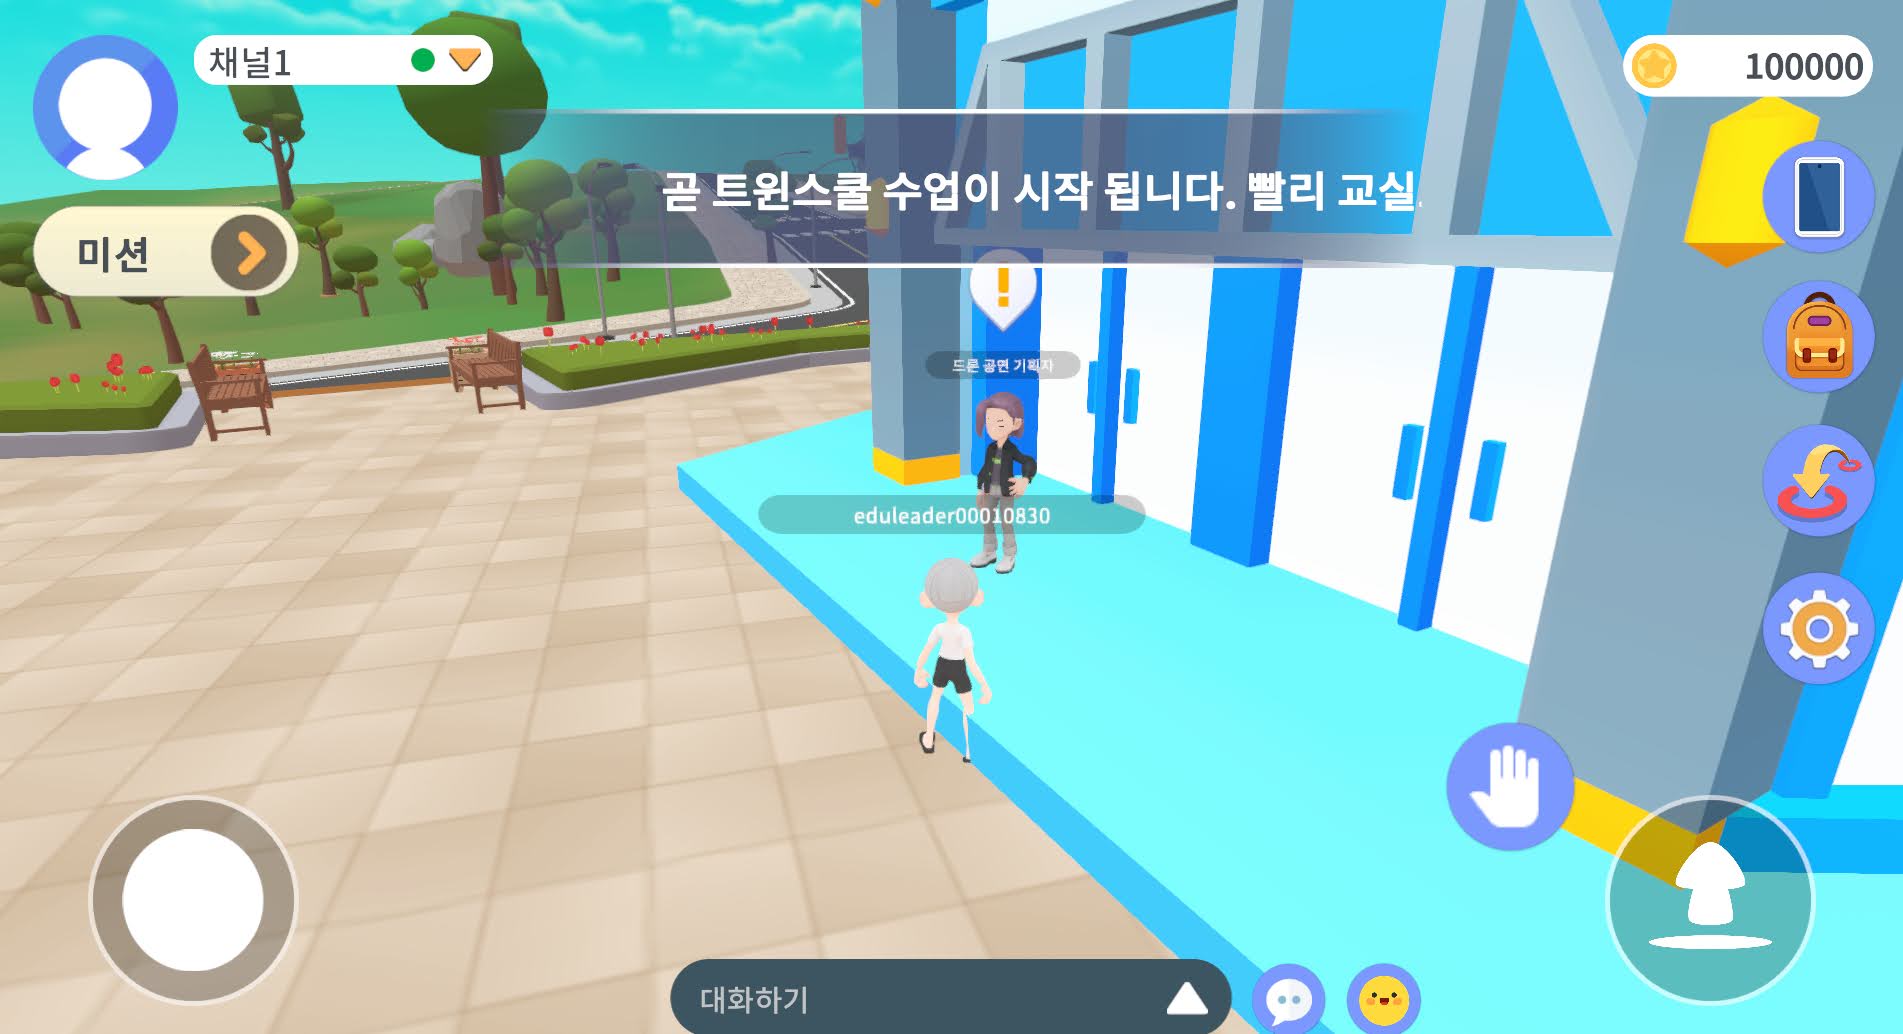 채널1
100000
곧 트윈스쿨 수업이 시작 됩니다. 빨리 교실
미션
드론 공연 기획자
eduleader00010830
대화하기